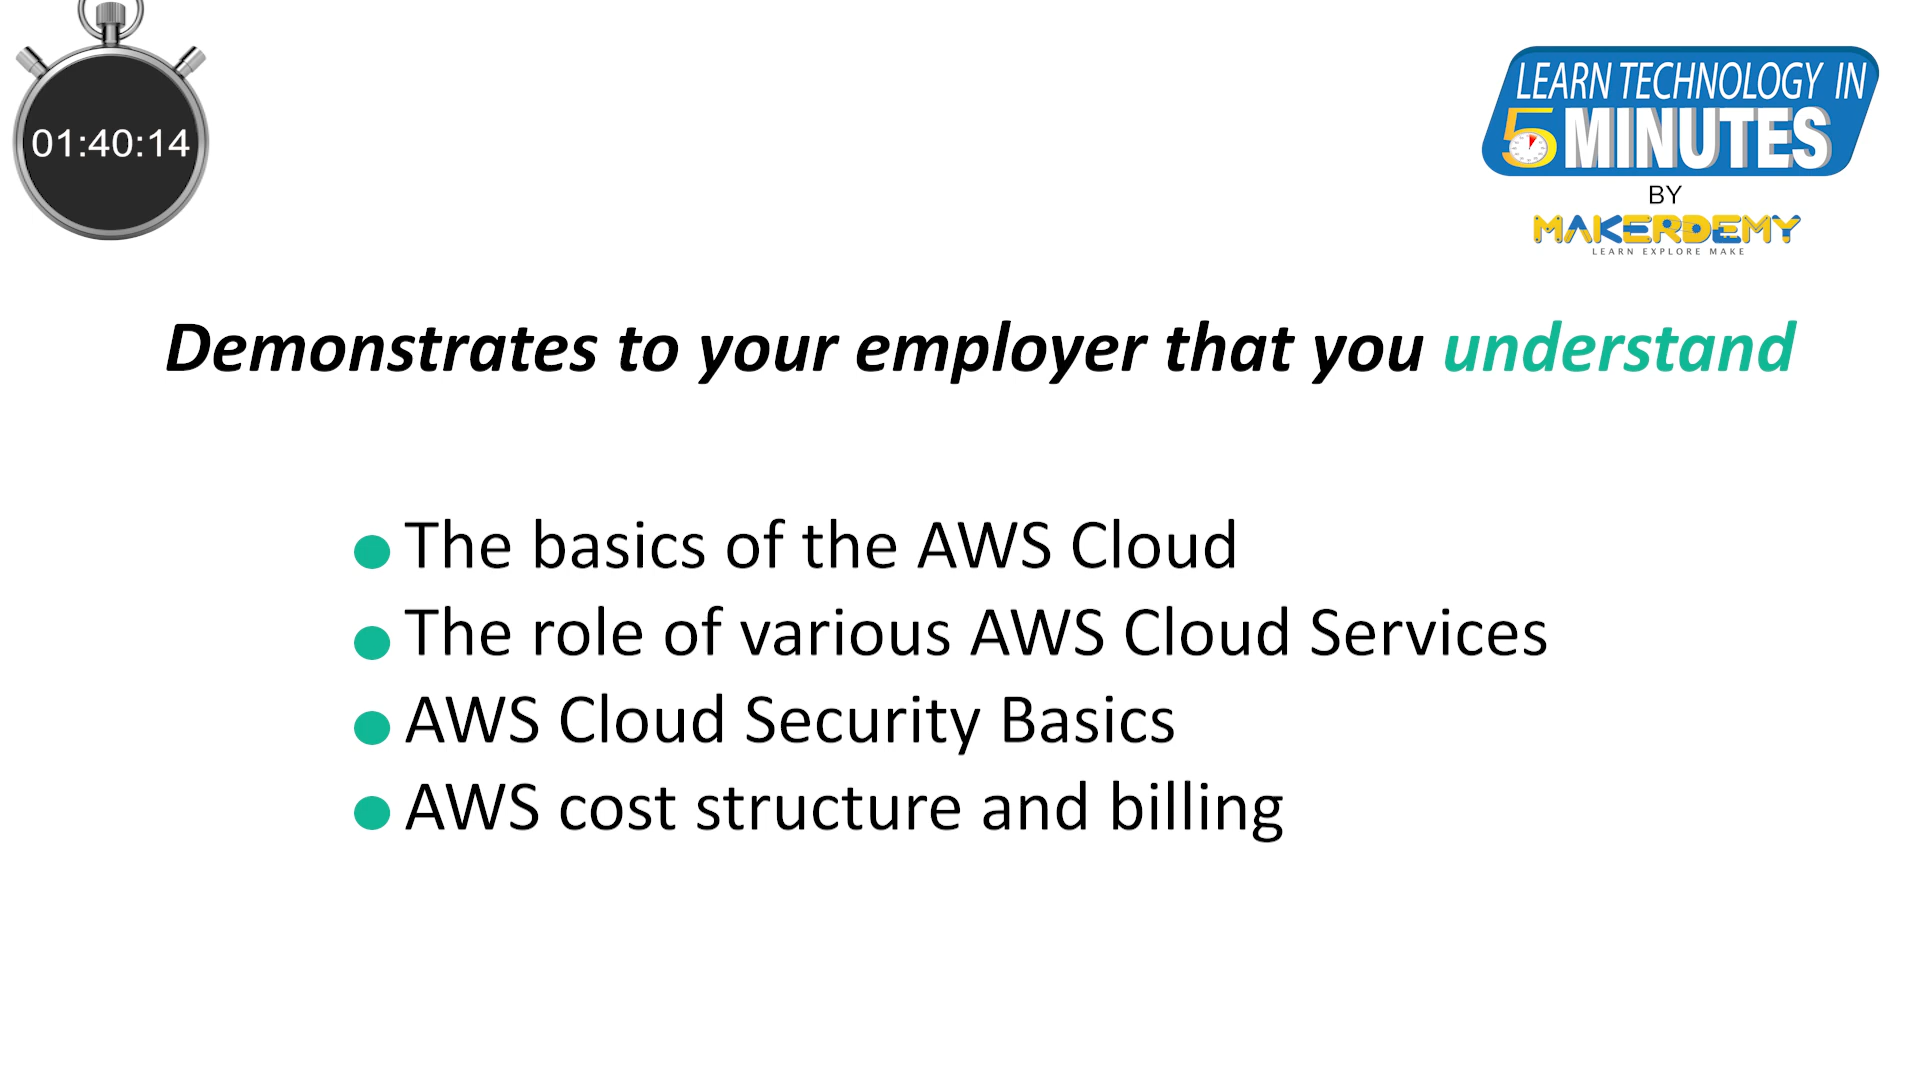 01:40:14
LEARN TECHNOLOGY IN
5 MINUTES
BY
MAKERDEMY
LEARN EXPLORE MAKE
Demonstrates to your employer that you understand
The basics of the AWS Cloud
The role of various AWS Cloud Services
AWS Cloud Security Basics
AWS cost structure and billing